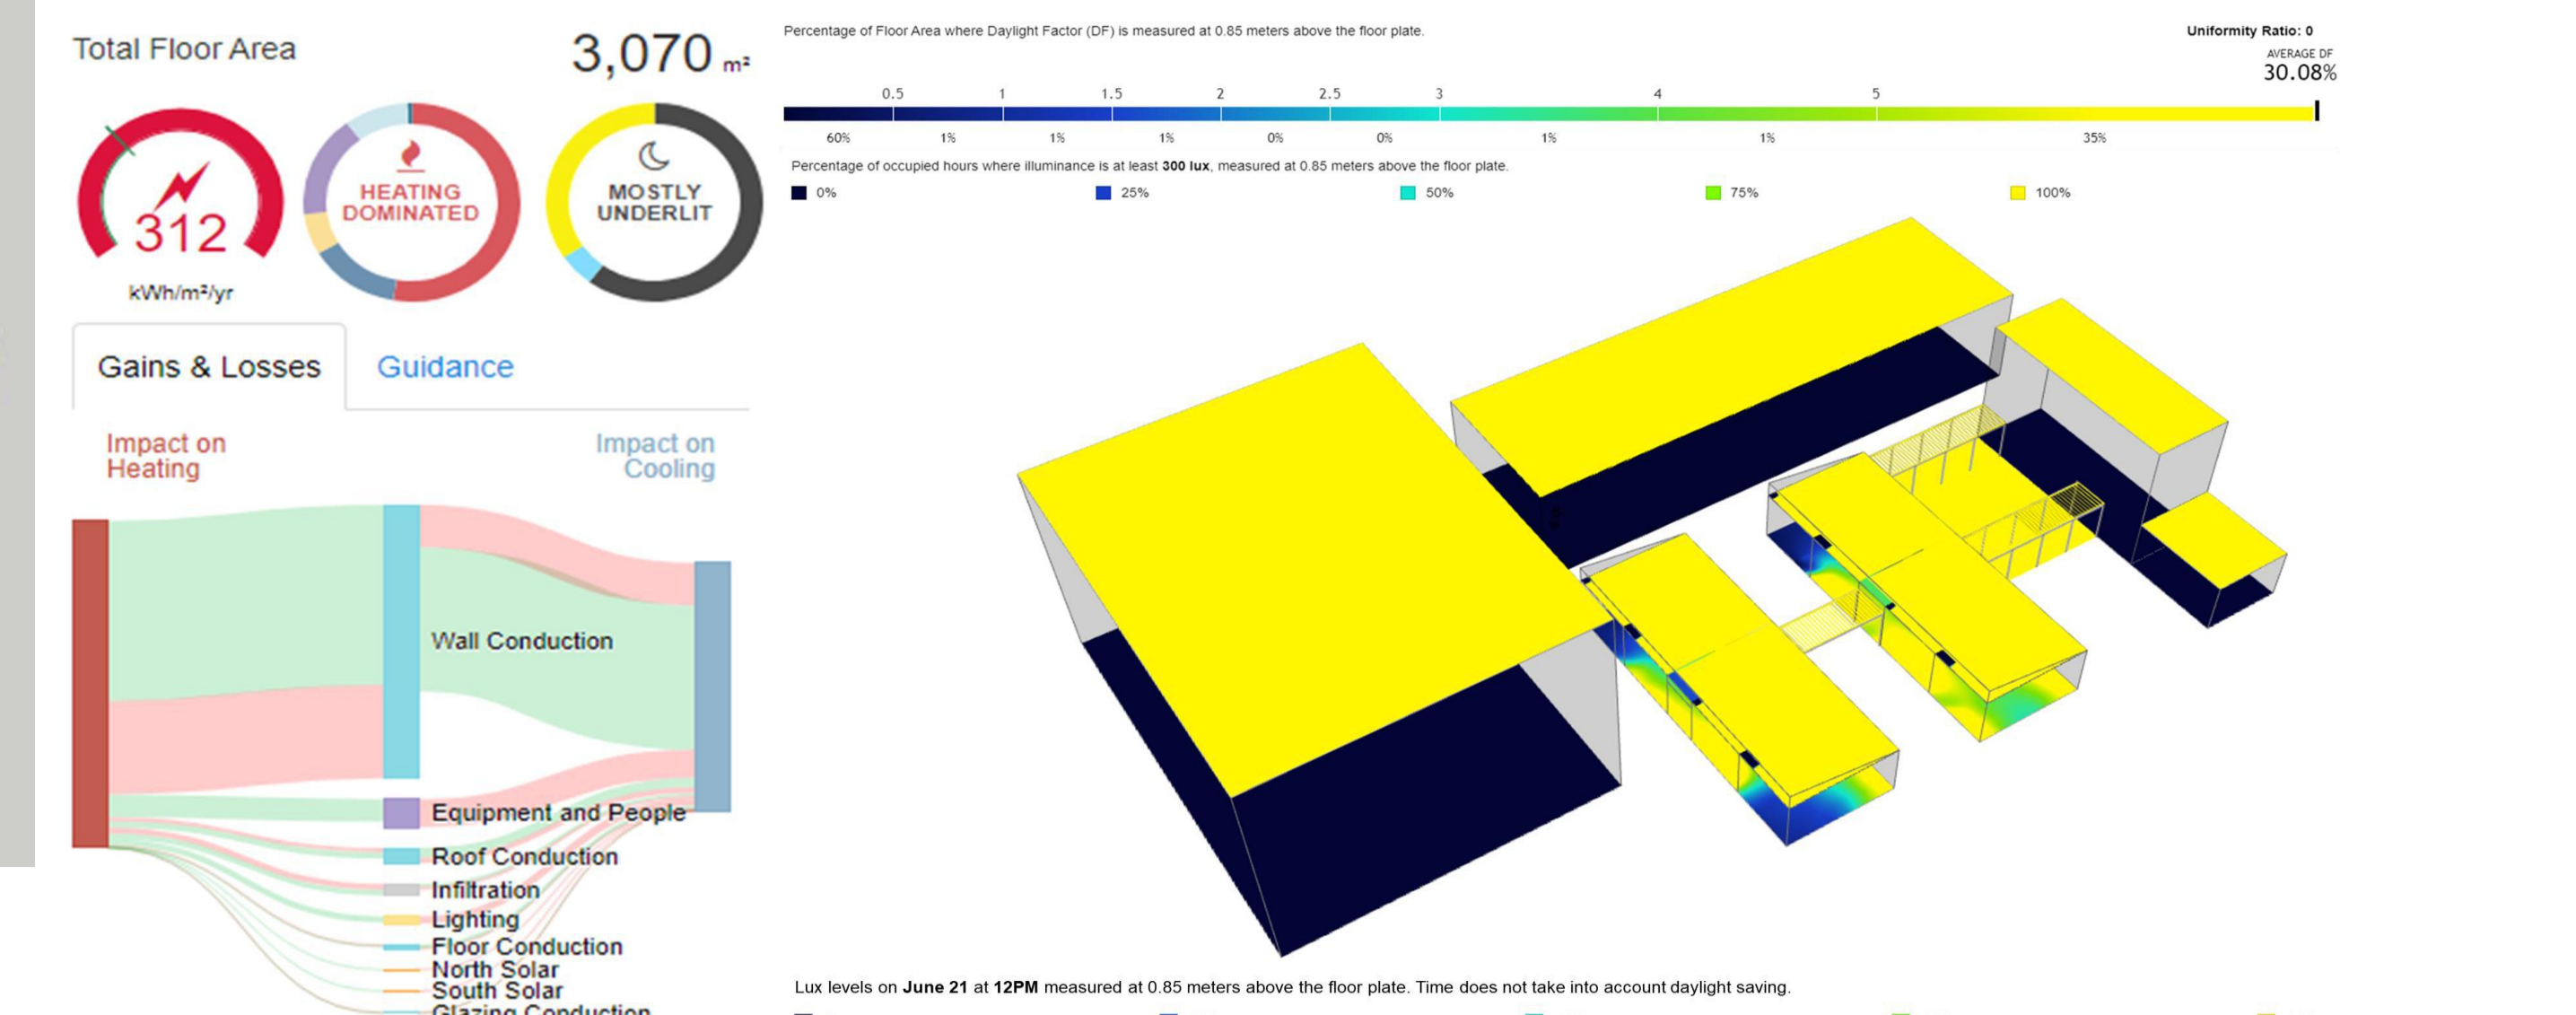 Total Floor Area
3,070 m²
312
kWh/m²/yr
HEATING
DOMINATED
MOSTLY
UNDERLIT
Gains & Losses
Guidance
Impact on
Heating
Impact on
Cooling
Wall Conduction
Equipment and People
Roof Conduction
Infiltration
Lighting
Floor Conduction
North Solar
South Solar
Glazing Conduction
Percentage of Floor Area where Daylight Factor (DF) is measured at 0.85 meters above the floor plate.
Uniformity Ratio: 0
AVERAGE DF
30.08%
0.5 1 1.5 2 2.5 3 4 5
60% 1% 1% 1% 0% 0% 1% 1% 35%
Percentage of occupied hours where illuminance is at least 300 lux, measured at 0.85 meters above the floor plate.
0% 25% 50% 75% 100%
Lux levels on June 21 at 12PM measured at 0.85 meters above the floor plate. Time does not take into account daylight saving.